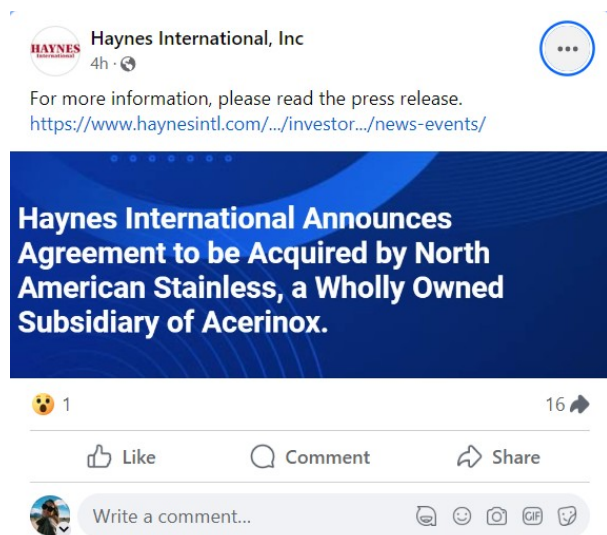 HAYNES
International
Haynes International, Inc
4h ·
For more information, please read the press release.
https://www.haynesintl.com/.../investor.../news-events/
Haynes International Announces
Agreement to be Acquired by North
American Stainless, a Wholly Owned
Subsidiary of Acerinox.
1
16
Like
Comment
Share
Write a comment...
GIF